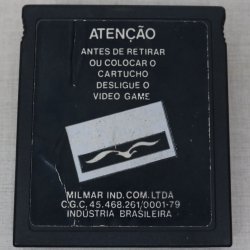 ATENÇÃO
ANTES DE RETIRAR
OU COLOCAR O
CARTUCHO
DESLIGUE O
VIDEO GAME
MILMAR IND. COM. LTDA
C.G.C. 45.468.261/0001-79
INDÚSTRIA BRASILEIRA